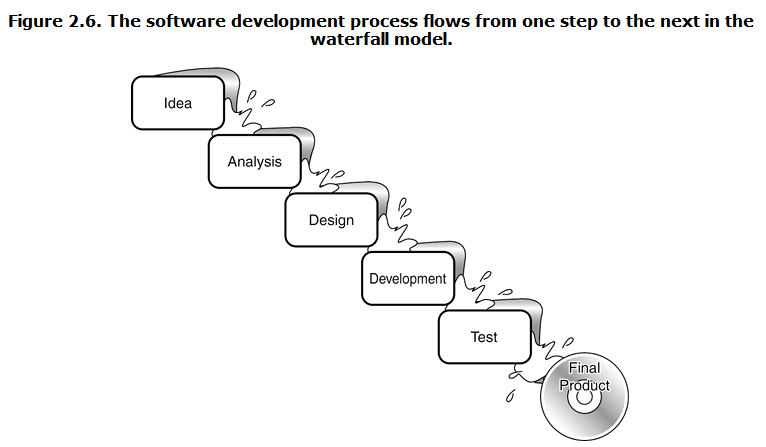 Figure 2.6. The software development process flows from one step to the next in the
waterfall model.
Idea
Analysis
Design
Development
Test
Final
Product